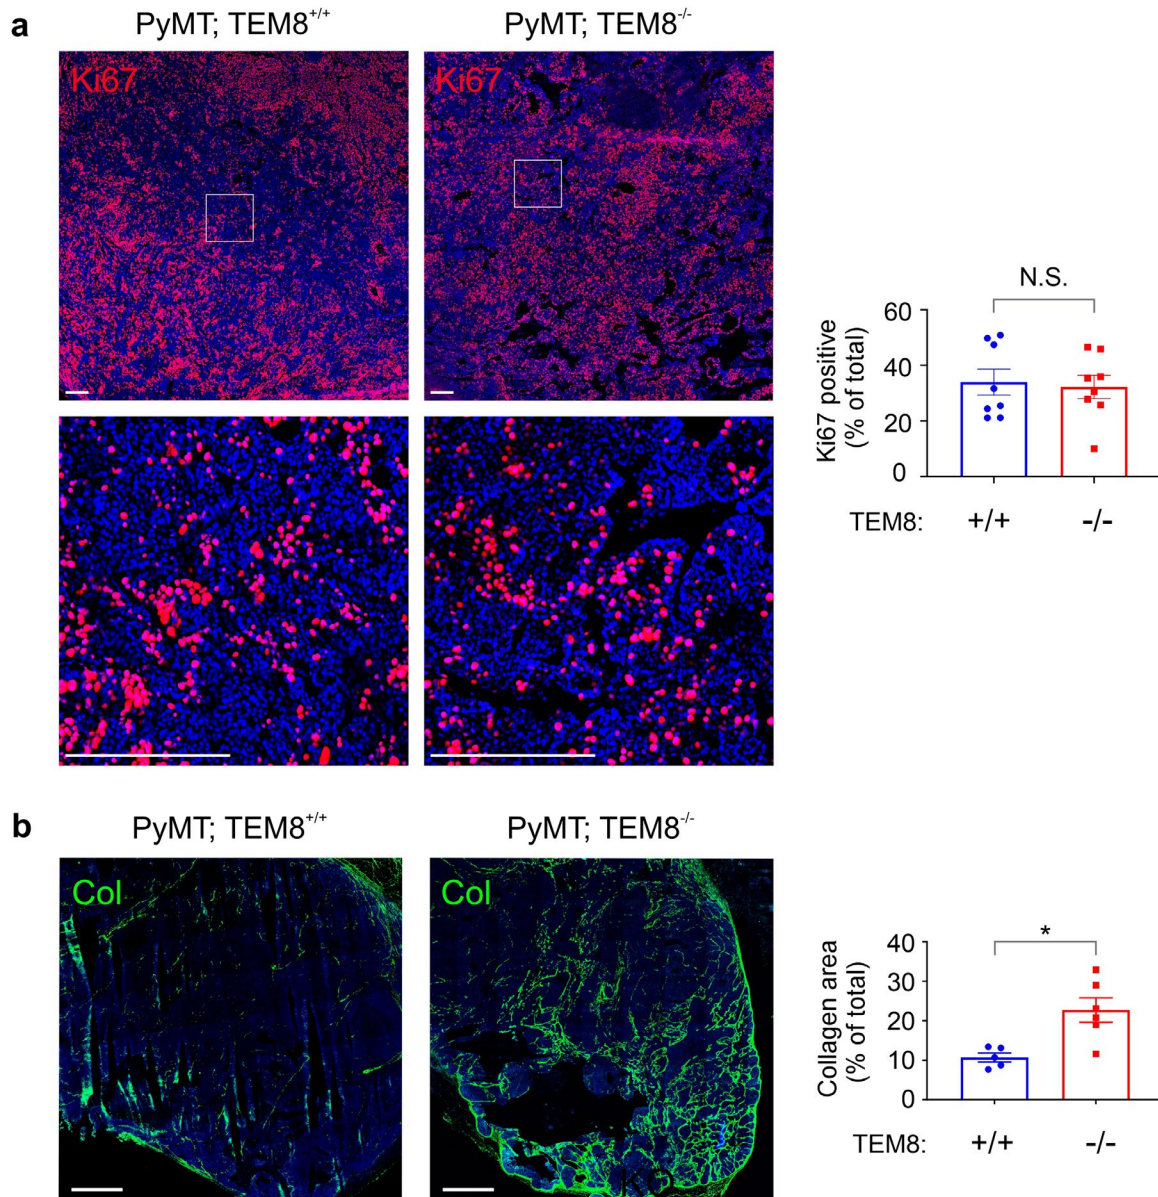 a
PyMT; TEM8+/+
PyMT; TEM8-/-
Ki67
Ki67
N.S.
Ki67 positive
(% of total)
60
40
20
0
TEM8: +/+ -/-
b
PyMT; TEM8+/+
PyMT; TEM8-/-
Col
Col
KO
*
Collagen area
(% of total)
40
30
20
10
0
TEM8: +/+ -/-